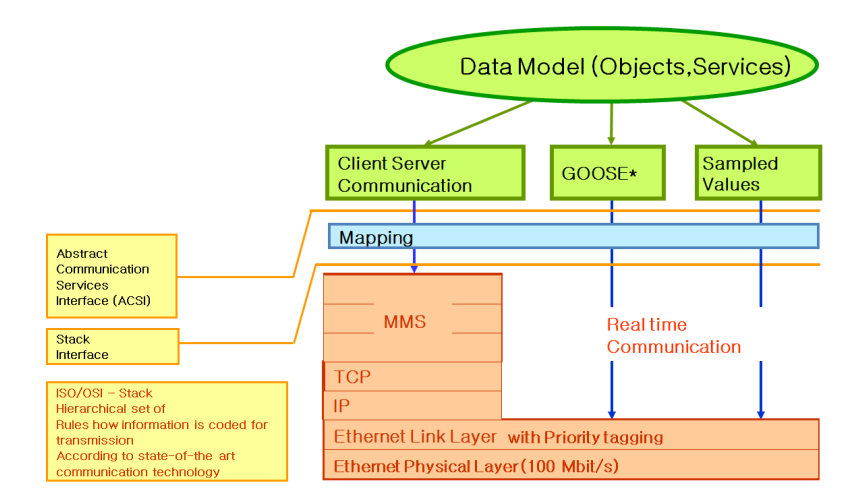 Data Model (Objects,Services)
Client Server
Communication
GOOSE*
Sampled
Values
Mapping
Abstract
Communication
Services
Interface (ACSI)
Stack
Interface
MMS
Real time
Communication
TCP
IP
Ethernet Link Layer with Priority tagging
Ethernet Physical Layer(100 Mbit/s)
ISO/OSI - Stack
Hierarchical set of
Rules how information is coded for
transmission
According to state-of-the art
communication technology